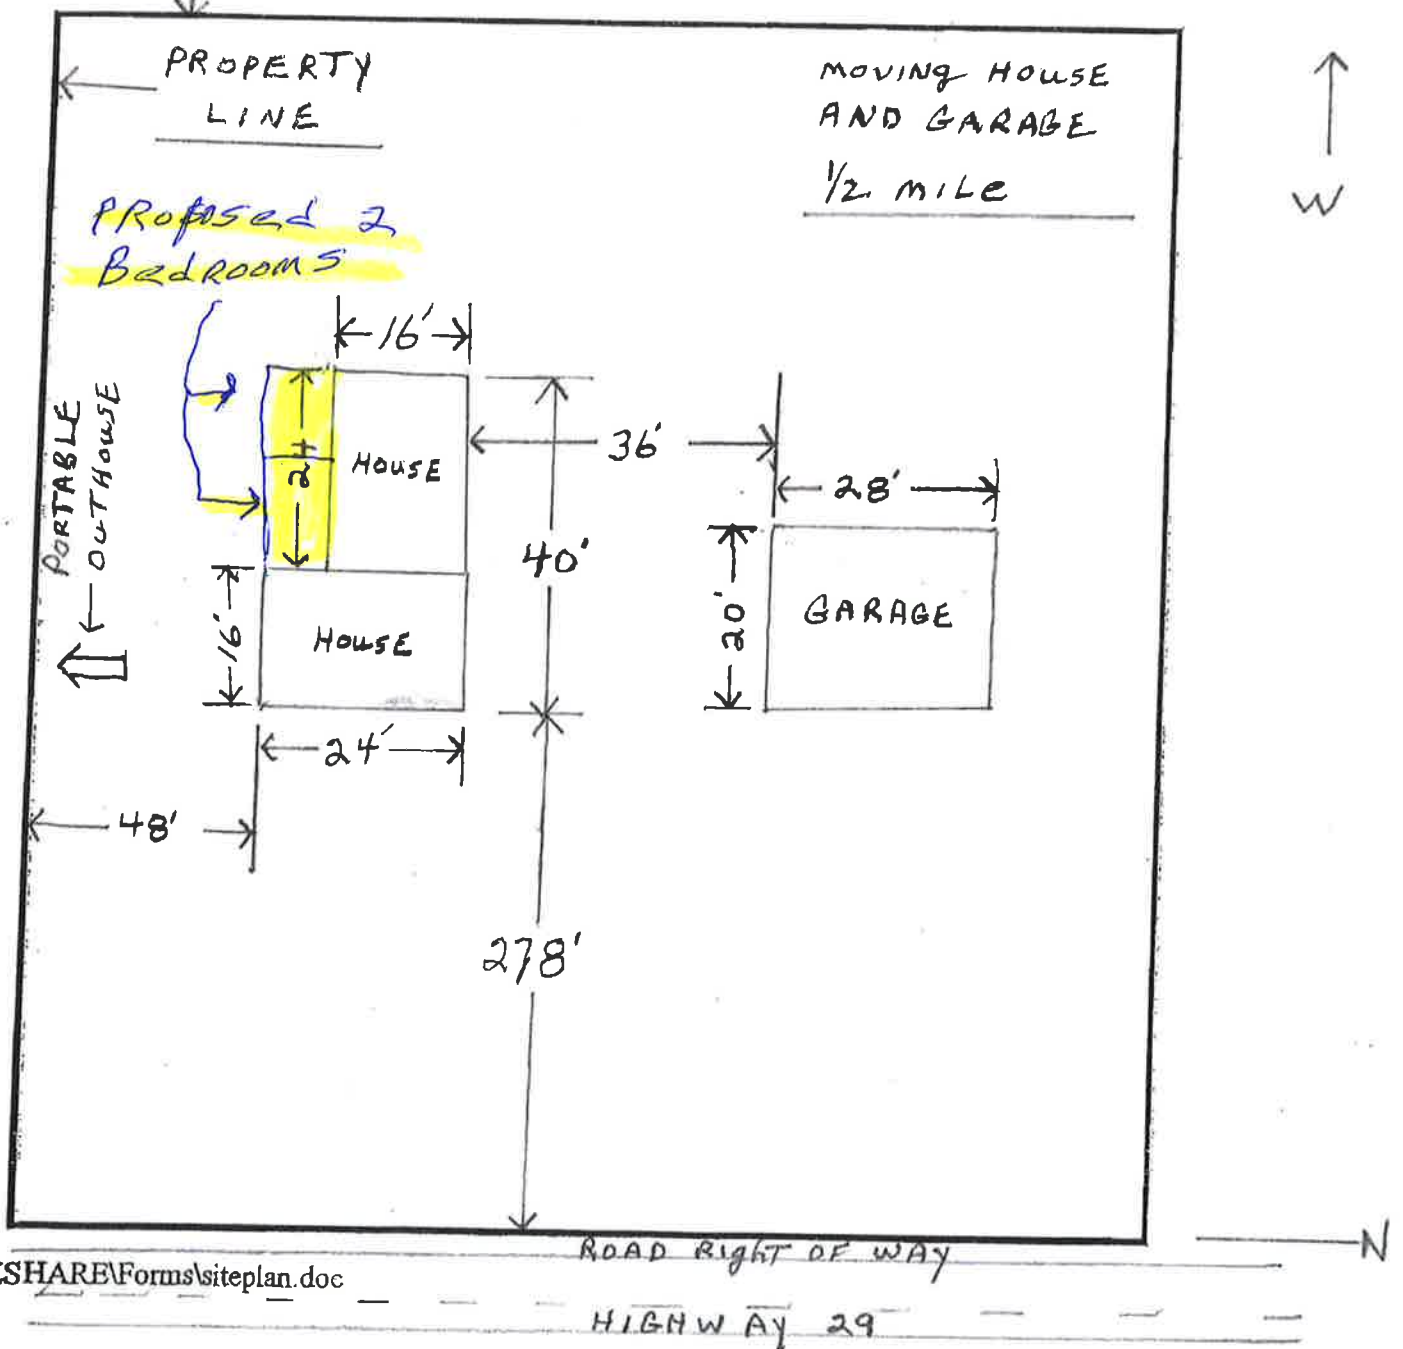 PROPERTY
LINE
MOVING HOUSE
AND GARAGE
1/2 MILE
W
PROPOSED 2
BEDROOMS
16'
PORTABLE
OUTHOUSE
24
HOUSE
36'
28'
40'
16'
HOUSE
20'
GARAGE
24'
48'
278'
N
ROAD RIGHT OF WAY
SHARE\Forms\siteplan.doc
HIGHWAY 29